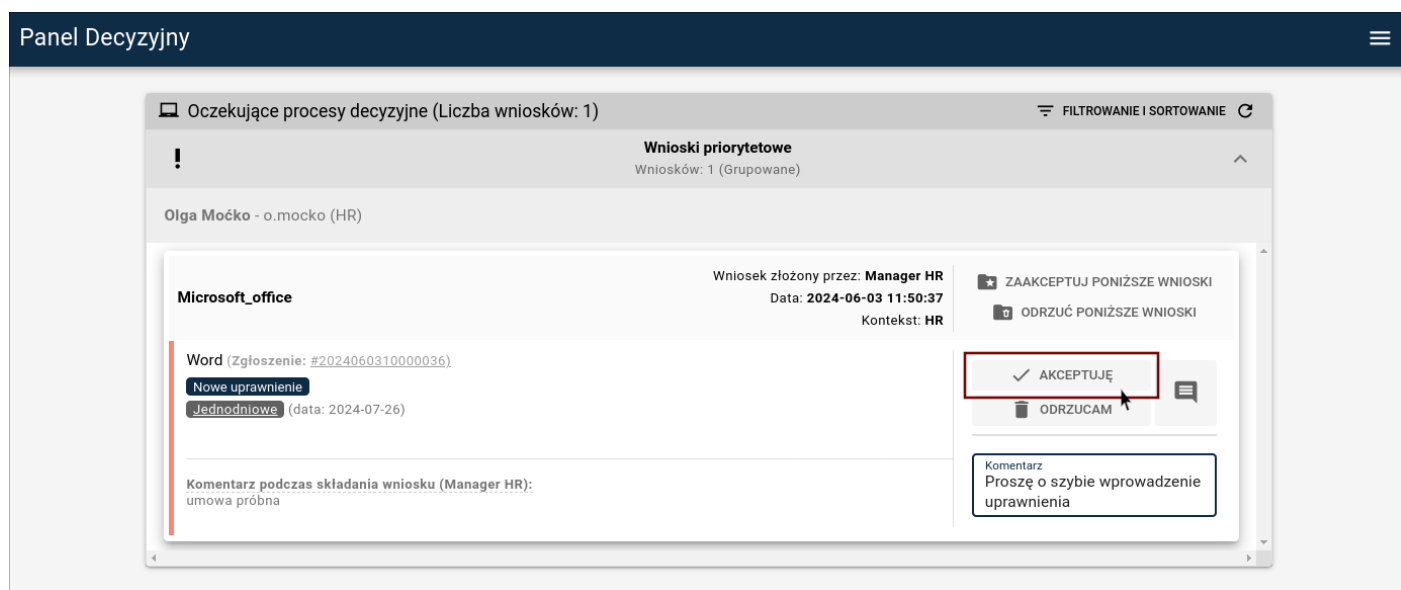 Panel Decyzyjny
Oczekujące procesy decyzyjne (Liczba wniosków: 1)
FILTROWANIE I SORTOWANIE
Wnioski priorytetowe
Wniosków: 1 (Grupowane)
Olga Moćko - o.mocko (HR)
Microsoft_office
Wniosek złożony przez: Manager HR
Data: 2024-06-03 11:50:37
Kontekst: HR
ZAAKCEPTUJ PONIŻSZE WNIOSKI
ODRZUĆ PONIŻSZE WNIOSKI
Word (Zgłoszenie: #2024060310000036)
Nowe uprawnienie
Jednodniowe (data: 2024-07-26)
AKCEPTUJĘ
ODRZUCAM
Komentarz podczas składania wniosku (Manager HR):
umowa próbna
Komentarz
Proszę o szybie wprowadzenie
uprawnienia